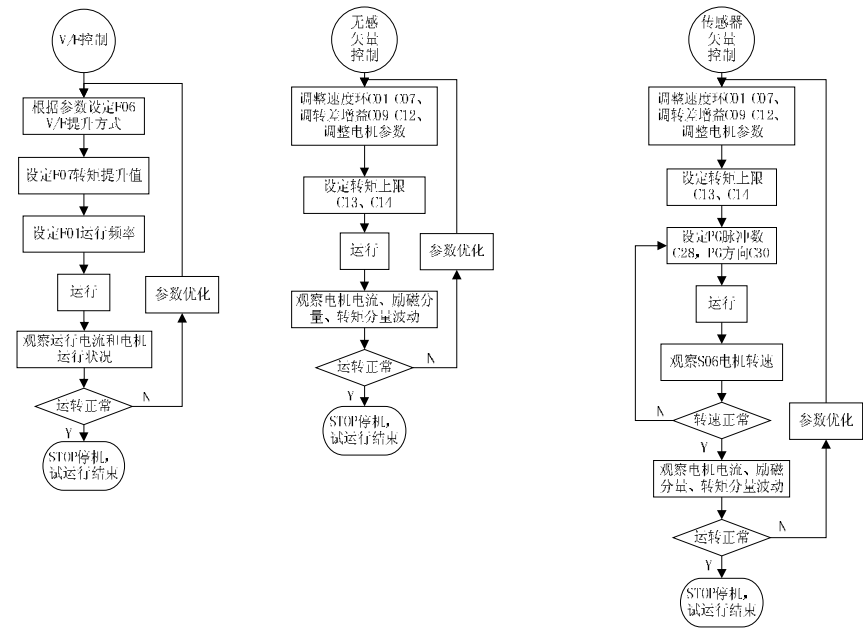 V/F控制
根据参数设定F06
V/F提升方式
设定F07转矩提升值
设定F01运行频率
运行
参数优化
观察运行电流和电机
运行状况
运转正常
N
Y
STOP停机,
试运行结束
无感
矢量
控制
调整速度环C01 C07、
调转差增益C09 C12、
调整电机参数
设定转矩上限
C13、C14
运行
参数优化
观察电机电流、励磁分
量、转矩分量波动
运转正常
N
Y
STOP停机,
试运行结束
传感器
矢量
控制
调整速度环C01 C07、
调转差增益C09 C12、
调整电机参数
设定转矩上限
C13、C14
设定PG脉冲数
C28, PG方向C30
运行
观察S06电机转速
N
转速正常
参数优化
Y
观察电机电流、励磁
分量、转矩分量波动
运转正常
N
Y
STOP停机,
试运行结束